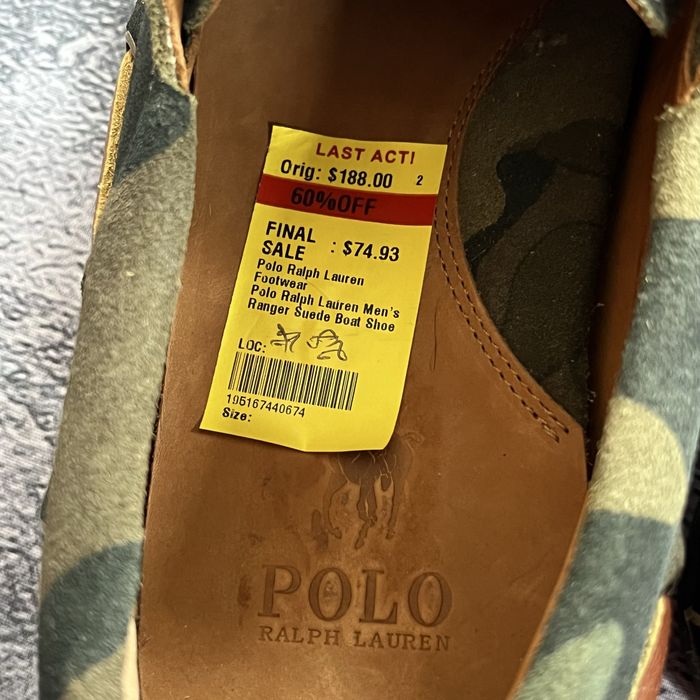 LAST ACT!
Orig: $188.00 2
60%OFF
FINAL
SALE : $74.93
Polo Ralph Lauren
Footwear
Polo Ralph Lauren Men's
Ranger Suede Boat Shoe
LOC:
195167440674
Size:
POLO
RALPH LAUREN